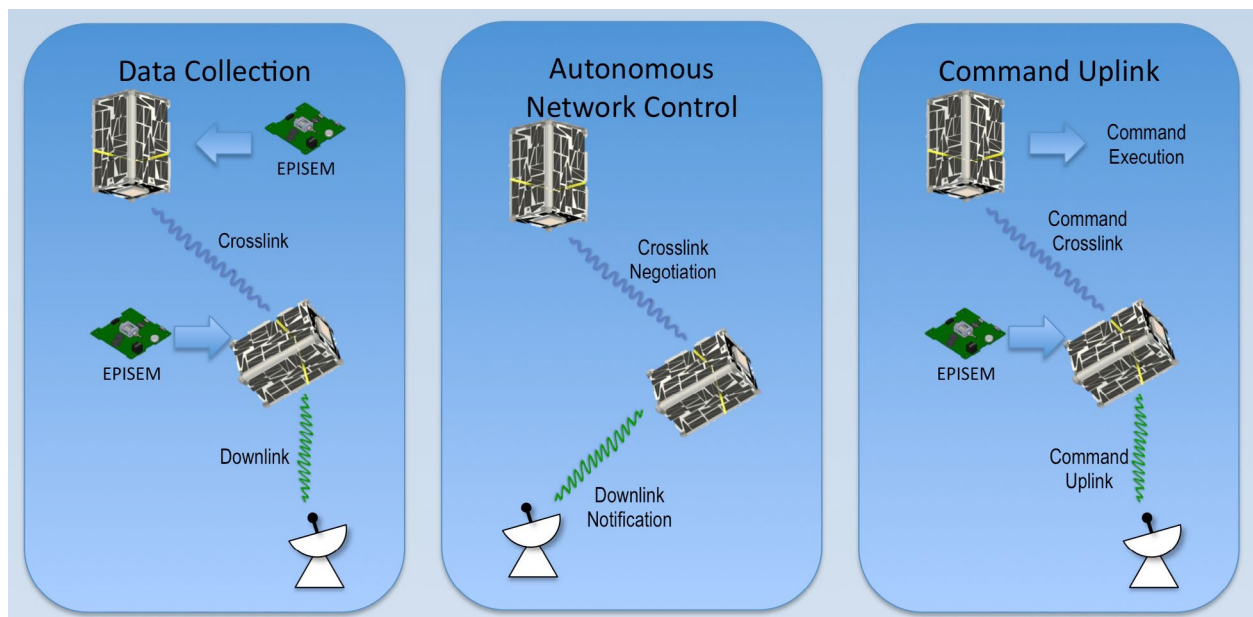 Data Collection
EPISEM
Crosslink
EPISEM
Downlink
Autonomous
Network Control
Crosslink
Negotiation
Downlink
Notification
Command Uplink
Command
Execution
Command
Crosslink
EPISEM
Command
Uplink